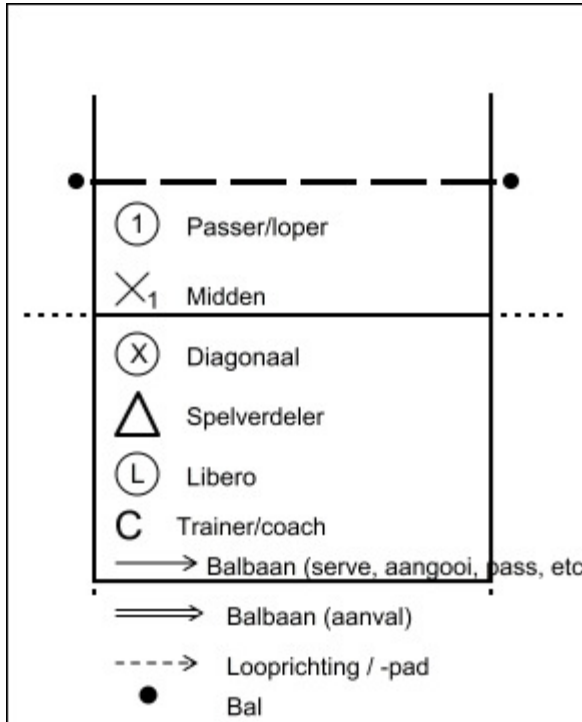 1 Passer/loper
X1 Midden
X Diagonaal
Spelverdeler
L Libero
C Trainer/coach
Balbaan (serve, aangooi, pass, etc
Balbaan (aanval)
Looprichting / -pad
Bal